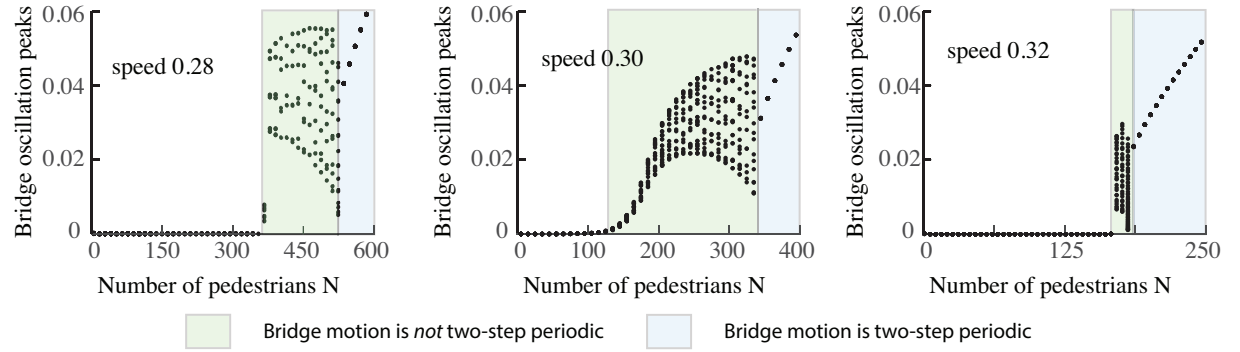 Bridge oscillation peaks
0.06
0.04
0.02
0
speed 0.28
0 150 300 450 600
Number of pedestrians N
Bridge oscillation peaks
0.06
0.04
0.02
0
speed 0.30
0 100 200 300 400
Number of pedestrians N
Bridge oscillation peaks
0.06
0.04
0.02
0
speed 0.32
0 125 250
Number of pedestrians N
Bridge motion is not two-step periodic
Bridge motion is two-step periodic